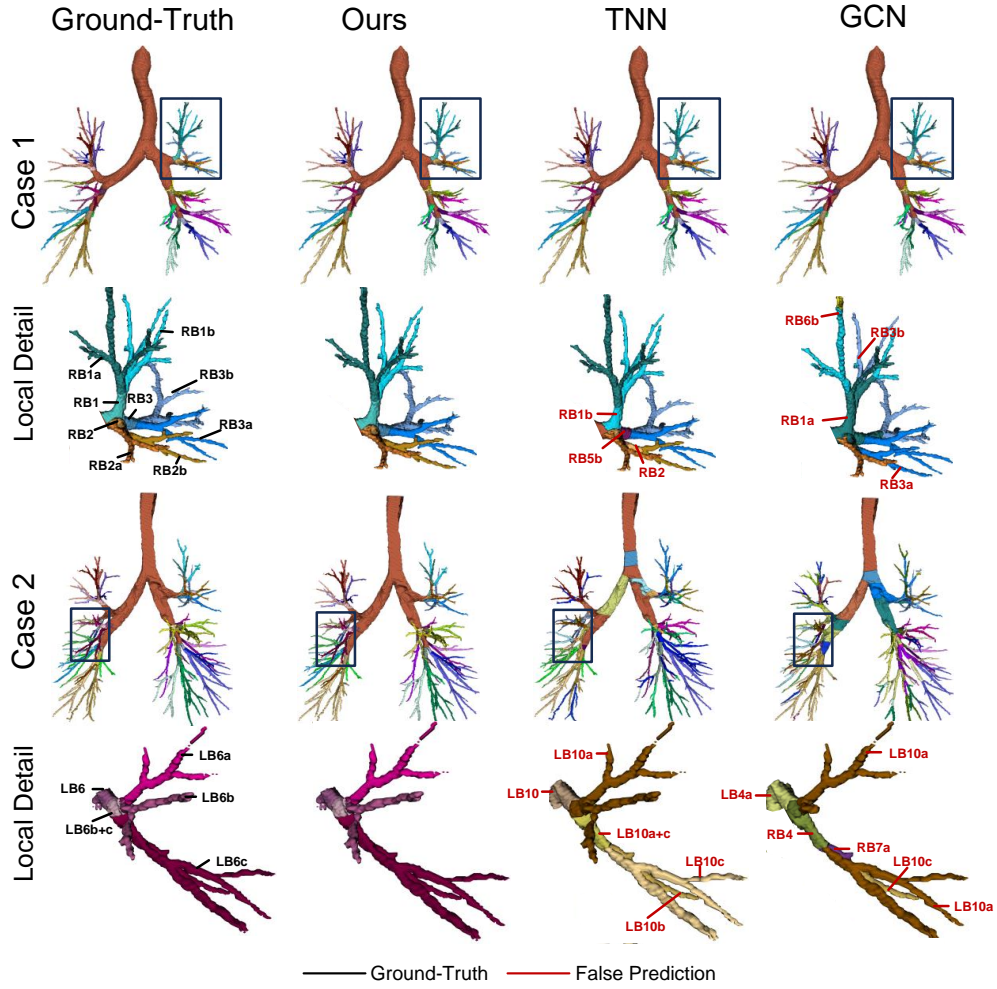 Ground-Truth
Ours
TNN
GCN
Case 1
Local Detail
RB1b
RB1a
RB3b
RB1
RB3
RB2
RB3a
RB2a
RB2b
RB1b
RB5b
RB2
RB6b
RB3b
RB1a
RB3a
Case 2
Local Detail
LB6a
LB6
LB6b
LB6b+c
LB6c
LB10a
LB10
LB10a+c
LB10c
LB10b
LB10a
LB4a
RB4
RB7a
LB10c
LB10a
Ground-Truth
False Prediction